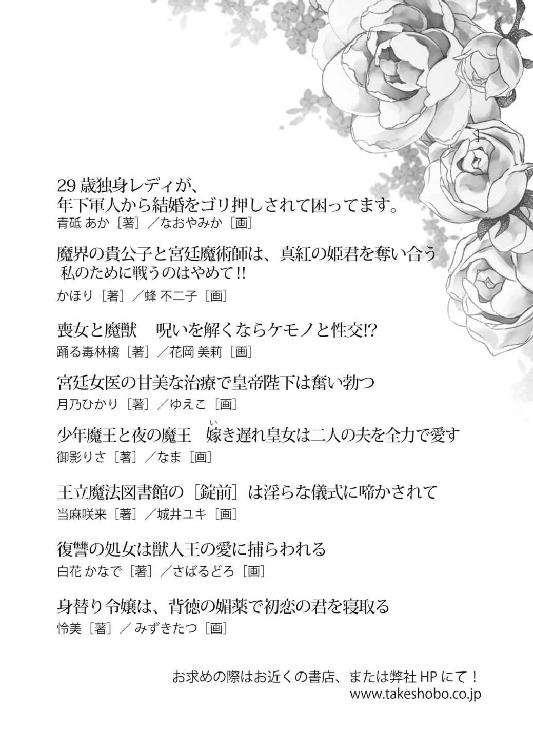 29歳独身レディが、
年下軍人から結婚をゴリ押しされて困ってます。
青砥 あか［著］／なおやみか［画］
魔界の貴公子と宮廷魔術師は、真紅の姫君を奪い合う
私のために戦うのはやめて!!
かほり［著］／蜂 不二子［画］
喪女と魔獣　呪いを解くならケモノと性交!?
踊る毒林檎［著］／花岡 美莉［画］
宮廷女医の甘美な治療で皇帝陛下は奮い勃つ
月乃ひかり［著］／ゆえこ［画］
い
少年魔王と夜の魔王　嫁き遅れ皇女は二人の夫を全力で愛す
御影りさ［著］／なま［画］
王立魔法図書館の［錠前］は淫らな儀式に啼かされて
当麻咲来［著］／城井ユキ［画］
復讐の処女は獣人王の愛に捕らわれる
白花 かなで［著］／さばるどろ［画］
身替り令嬢は、背徳の媚薬で初恋の君を寝取る
怜美［著］／みずきたつ［画］
お求めの際はお近くの書店、または弊社HPにて！
www.takeshobo.co.jp